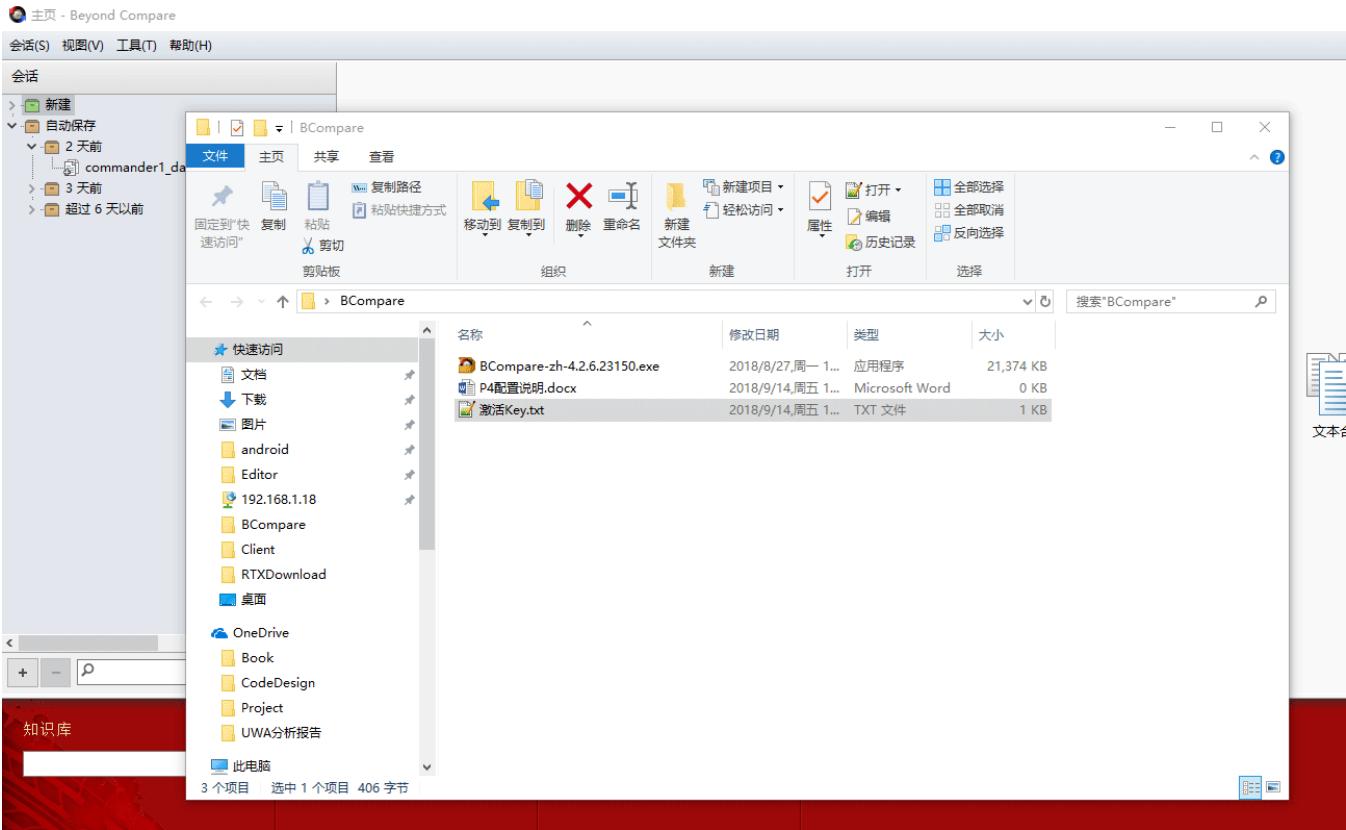 主页 - Beyond Compare
会话(S) 视图(V) 工具(T) 帮助(H)
会话
新建
自动保存
2 天前
commander1_da
3 天前
超过 6 天以前
BCompare
文件 主页 共享 查看
固定到“快速访问”
复制
粘贴
复制路径
粘贴快捷方式
剪切
剪贴板
移动到 复制到 删除 重命名
组织
新建文件夹
新建项目
轻松访问
新建
属性
打开
编辑
历史记录
打开
全部选择
全部取消
反向选择
选择
BCompare
搜索"BCompare"
快速访问
文档
下载
图片
android
Editor
192.168.1.18
BCompare
Client
RTXDownload
桌面
OneDrive
Book
CodeDesign
Project
UWA分析报告
此电脑
名称 修改日期 类型 大小
BCompare-zh-4.2.6.23150.exe 2018/8/27,周一 1... 应用程序 21,374 KB
P4配置说明.docx 2018/9/14,周五 1... Microsoft Word 0 KB
激活Key.txt 2018/9/14,周五 1... TXT 文件 1 KB
3 个项目 选中 1 个项目 406 字节
文本合
知识库